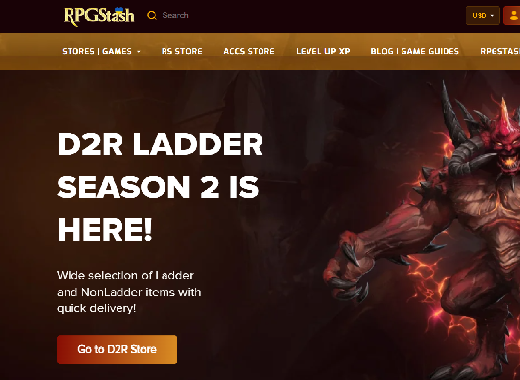 RPGStash
Search
USD
STORES | GAMES
RS STORE
ACCS STORE
LEVEL UP XP
BLOG | GAME GUIDES
RPGSTASH
D2R LADDER
SEASON 2 IS
HERE!
Wide selection of Ladder
and NonLadder items with
quick delivery!
Go to D2R Store